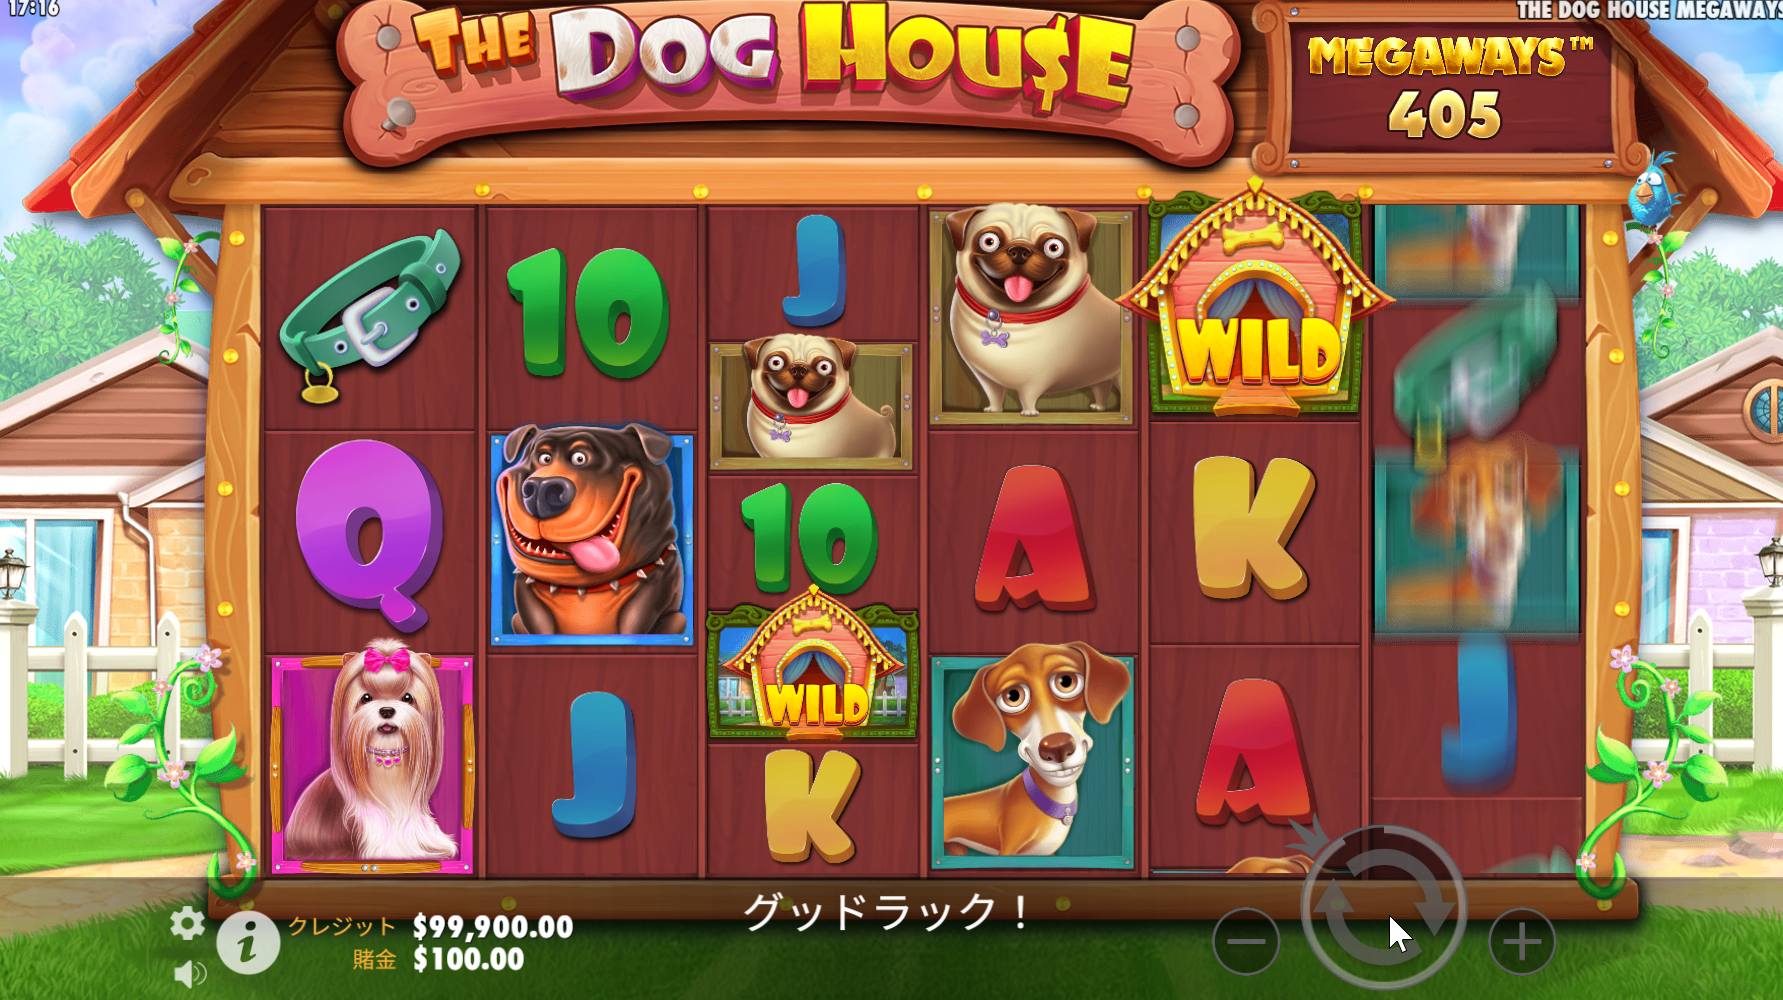 17:16
THE DOG HOUSE MEGAWAYS
THE DOG HOU$E
MEGAWAYS™
405
10
J
WILD
Q
10
K
A
J
WILD
J
K
A
グッドラック！
クレジット $99,900.00
賭金 $100.00